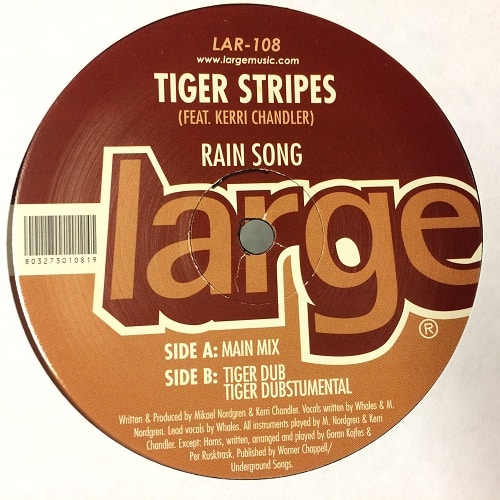 LAR-108
www.largemusic.com
TIGER STRIPES
(FEAT. KERRI CHANDLER)
RAIN SONG
large
®
803273010819
SIDE A: MAIN MIX
SIDE B: TIGER DUB
TIGER DUBSTUMENTAL
Written & Produced by Mikael Nordgren & Kerri Chandler. Vocals written by Whales & M.
Nordgren. Lead vocals by Whales. All instruments played by M. Nordgren & Kerri
Chandler. Except: Horns, written, arranged and played by Goran Kajfes &
Per Rusktrask. Published by Warner Chappell/
Underground Songs.